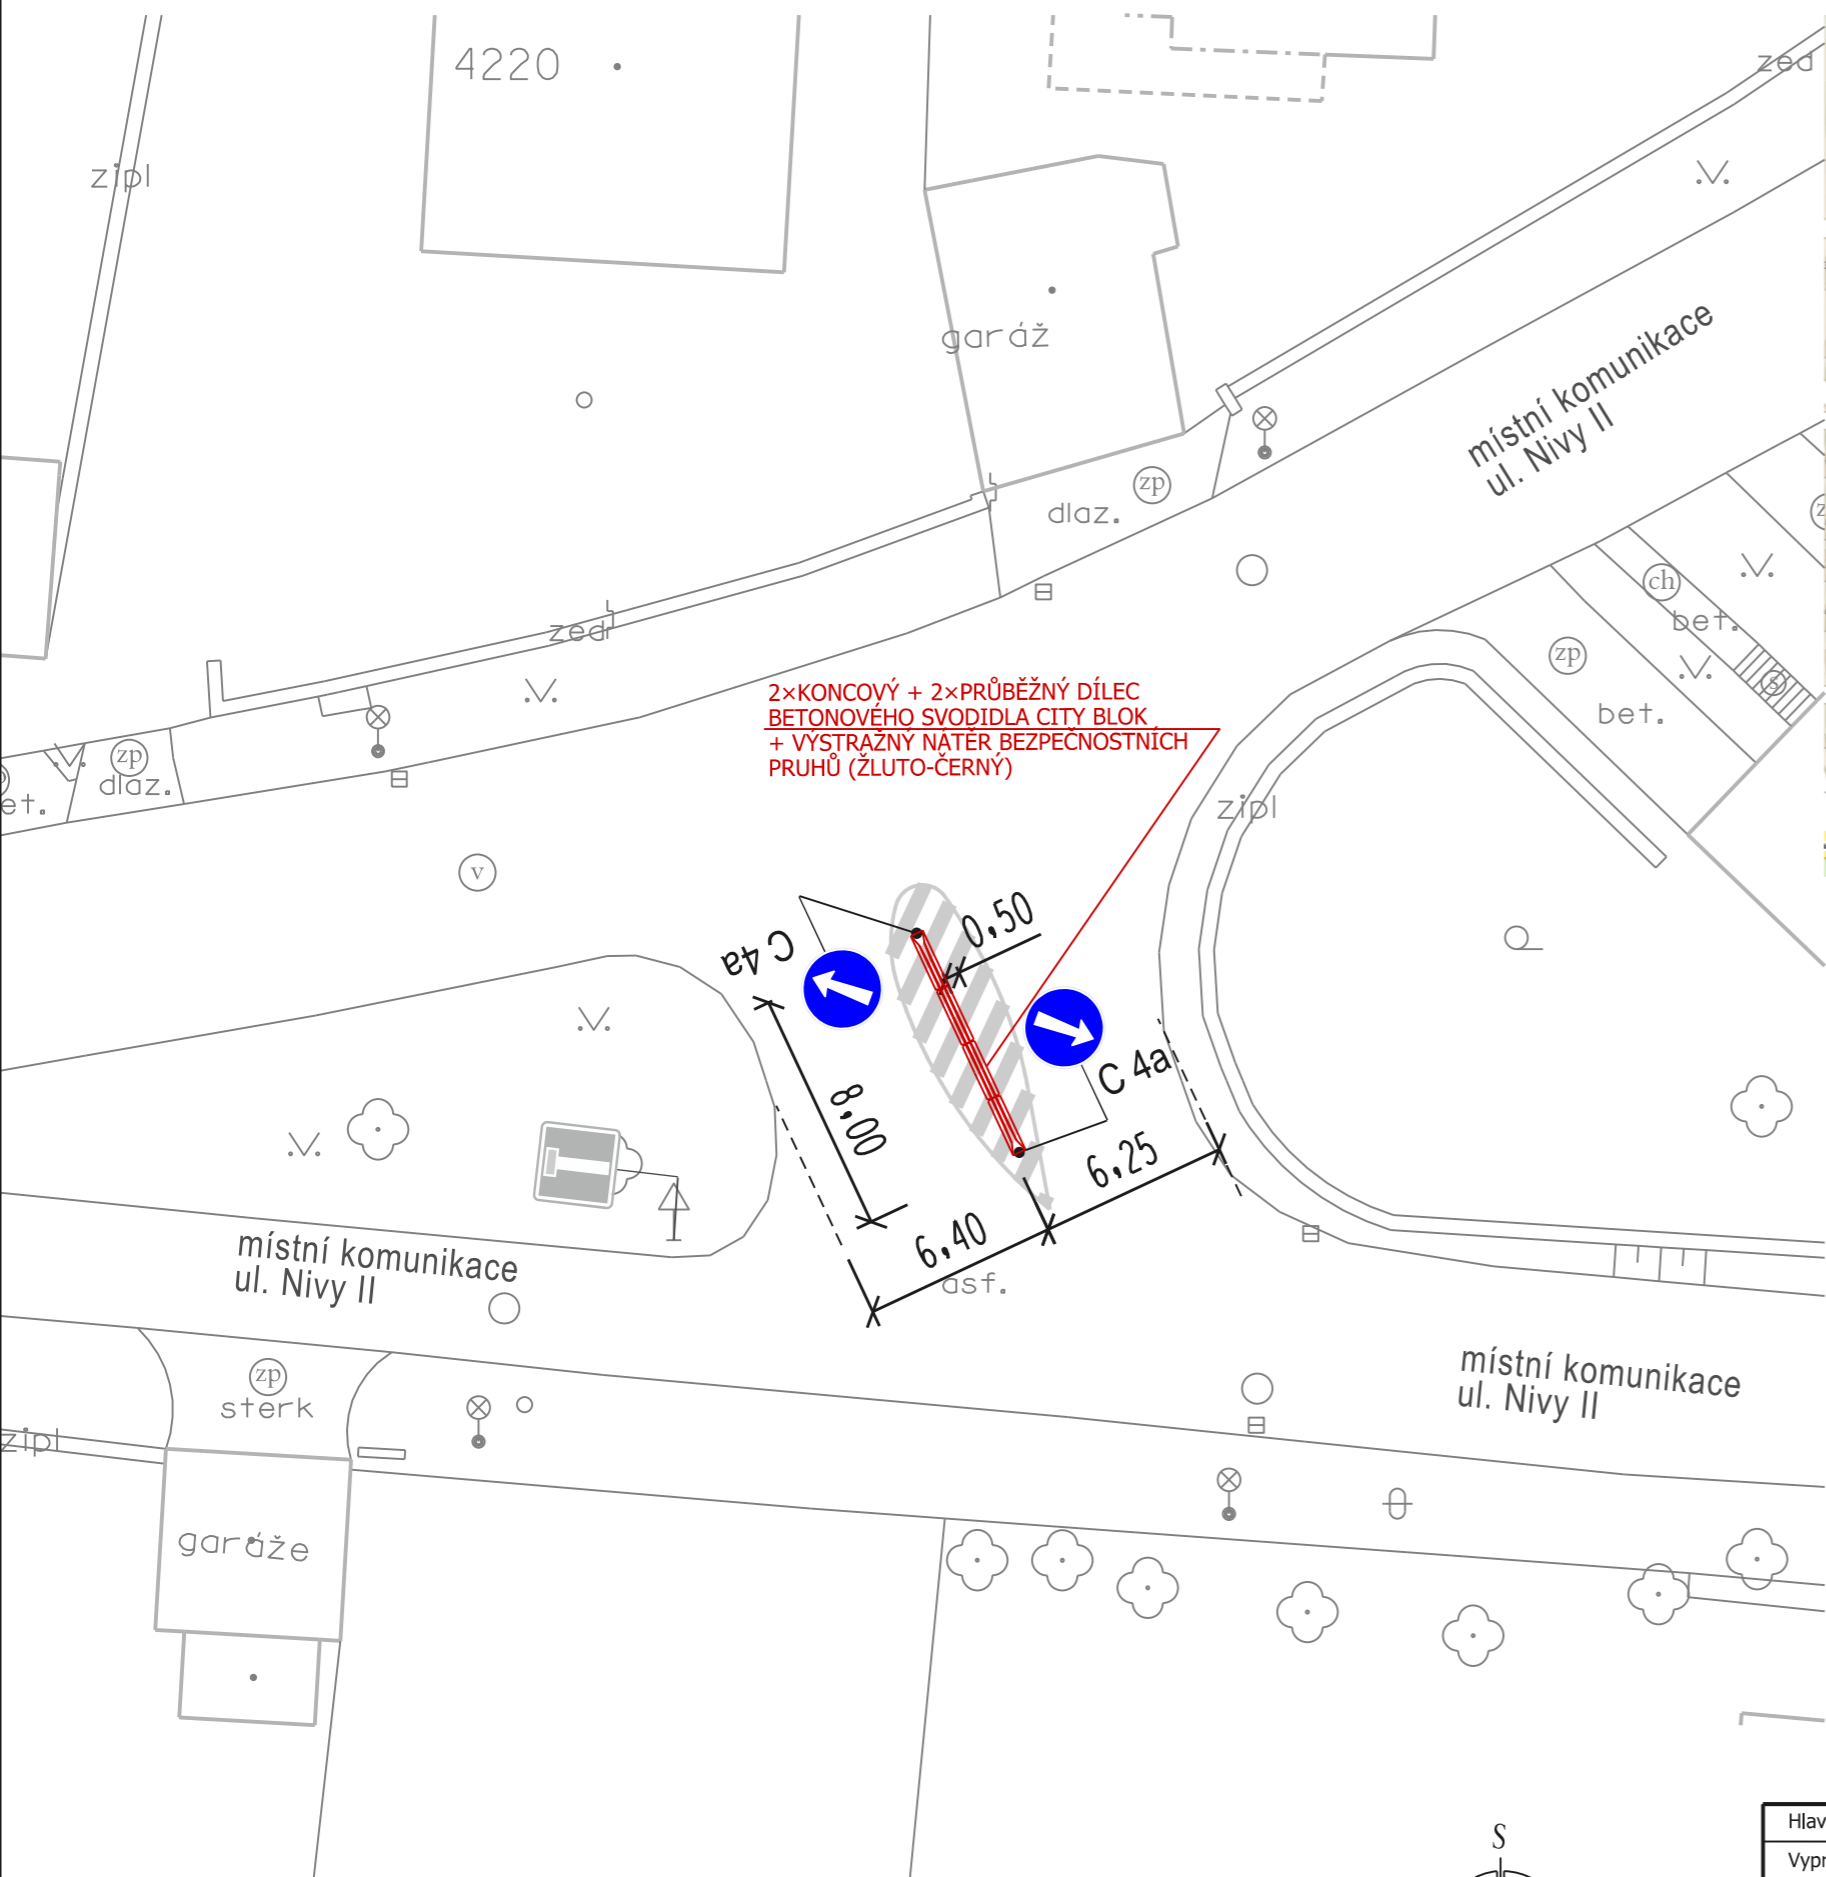 4220
zed
zipl
garáž
místní komunikace
ul. Nivy II
zp
dlaz.
ch
bet.
zed
zp
s
bet.
2×KONCOVÝ + 2×PRŮBĚŽNÝ DÍLEC
BETONOVÉHO SVODIDLA CITY BLOK
+ VÝSTRAŽNÝ NÁTĚR BEZPEČNOSTNÍCH
PRUHŮ (ŽLUTO-ČERNÝ)
zp
dlaz.
et.
zipl
v
0,50
C 4a
C 4a
8,00
6,25
6,40
asf.
místní komunikace
ul. Nivy II
místní komunikace
ul. Nivy II
zp
sterk
zipl
garáže
S
Hlav
Vypr